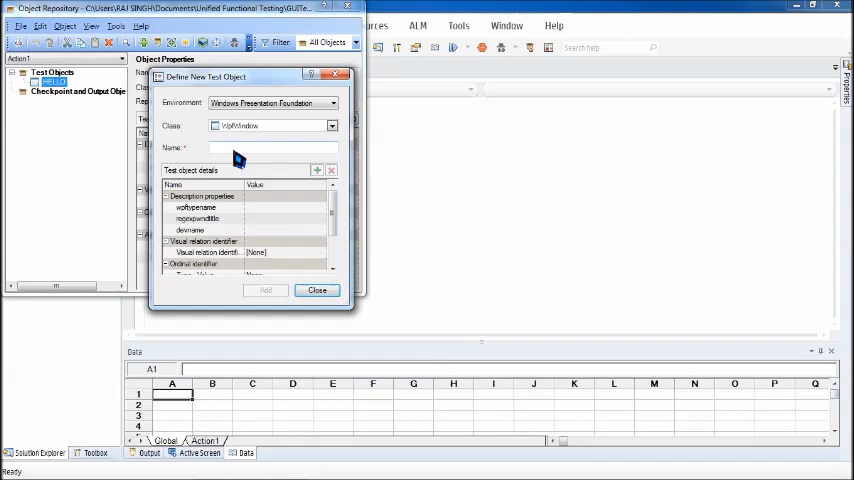 Object Repository - C:\Users\RAJ SINGH\Documents\Unified Functional Testing\GUITe...
File Edit Object View Tools Help
Filter: All Objects
ALM Tools Window Help
Search help
Action1
Test Objects
HELLO
Checkpoint and Output Obje
Object Properties
Define New Test Object
Environment: Windows Presentation Foundation
Class: WpfWindow
Name:*
Test object details
Name Value
Description properties
wpftypename
regexpwndtitle
devname
Visual relation identifier
Visual relation identifi... [None]
Ordinal identifier
Add Close
Properties
Data
A1
A B C D E F G H I J K L M N O P Q
1
2
3
4
Global Action1
Solution Explorer Toolbox Output Active Screen Data
Ready